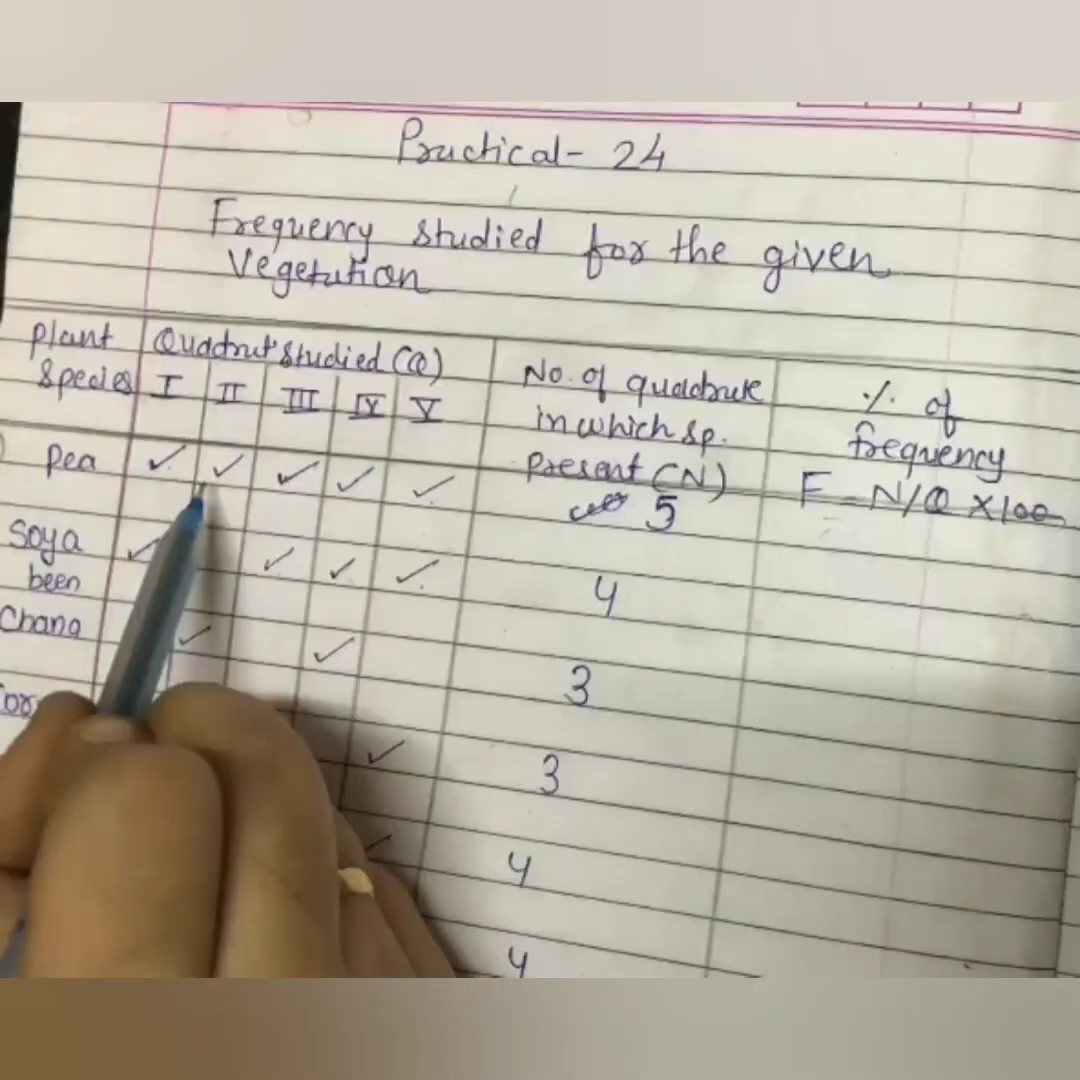 Practical - 24
Frequency studied for the given
Vegetation
Plant Species
Quadrat studied (Q)
I II III IV V
No. of quadrate
in which sp.
Present (N)
% of
frequency
F = N/Q × 100
Pea ✓ ✓ ✓ ✓ ✓ 5
Soya been ✓ ✓ ✓ ✓ 4
Chana ✓ ✓ 3
✓ 3
✓ 4
4